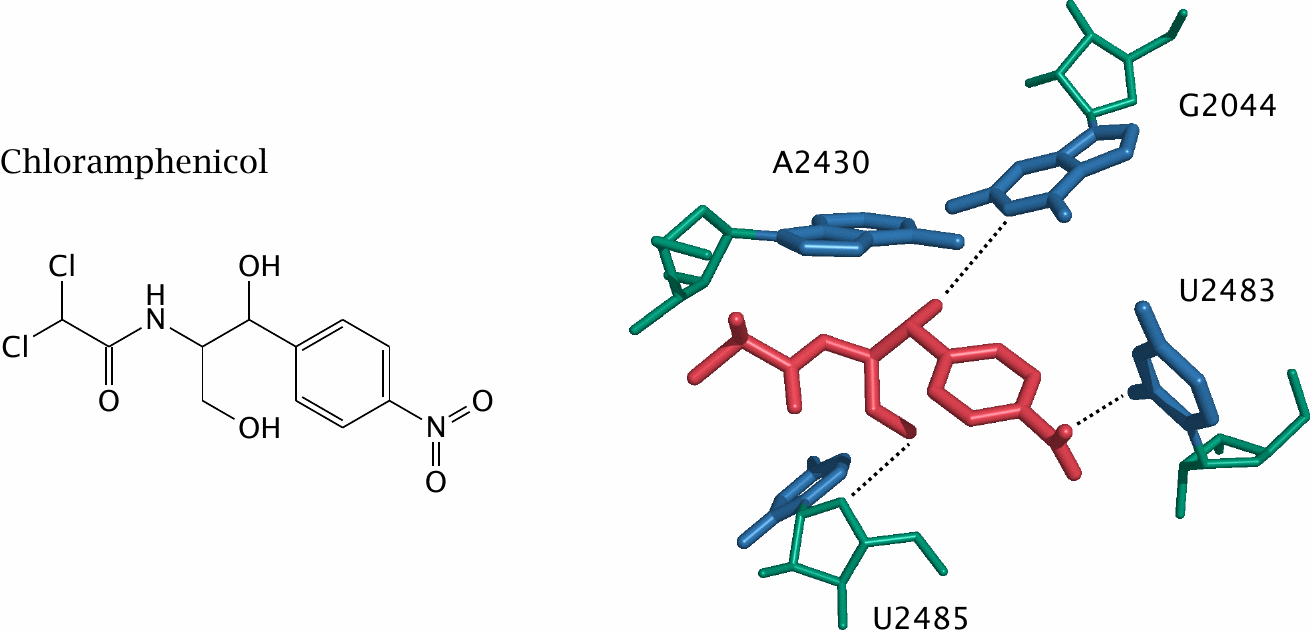 Chloramphenicol
Cl
Cl
O
H
N
OH
OH
N
O
O
A2430
G2044
U2483
U2485